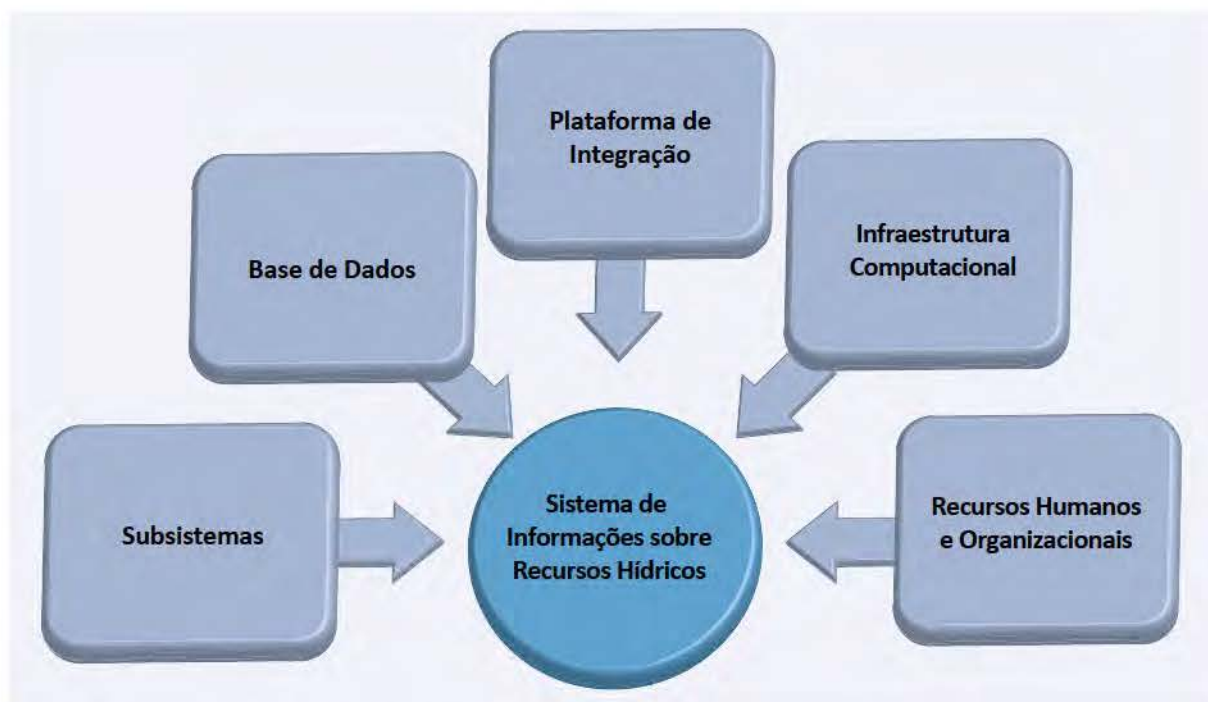 Plataforma de
Integração
Infraestrutura
Computacional
Base de Dados
Recursos Humanos
e Organizacionais
Sistema de
Informações sobre
Recursos Hídricos
Subsistemas